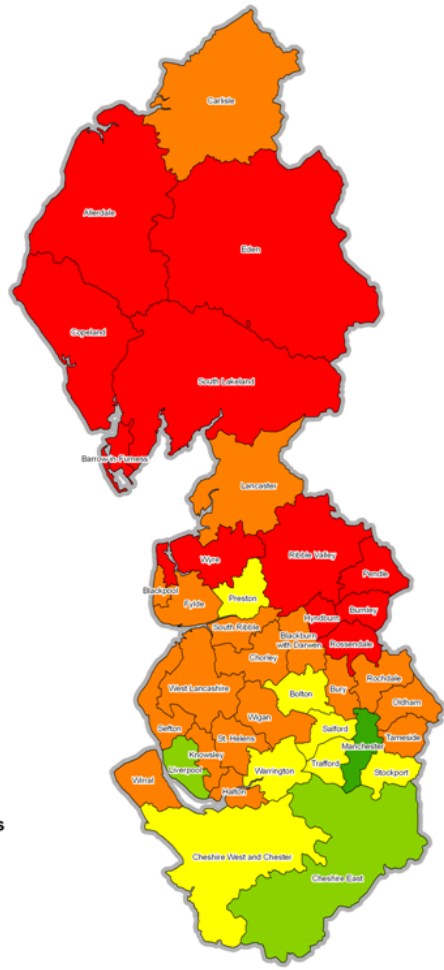 Carlisle
Allerdale
Eden
Copeland
South Lakeland
Barrow-in-Furness
Lancaster
Wyre
Ribble Valley
Pendle
Blackpool
Fylde
Preston
Burnley
Hyndburn
South Ribble
Blackburn
with Darwen
Rossendale
Chorley
West Lancashire
Bolton
Bury
Rochdale
Oldham
Wigan
Salford
Sefton
St. Helens
Manchester
Tameside
Knowsley
Liverpool
Warrington
Trafford
Stockport
Wirral
Halton
s
Cheshire West and Chester
Cheshire East